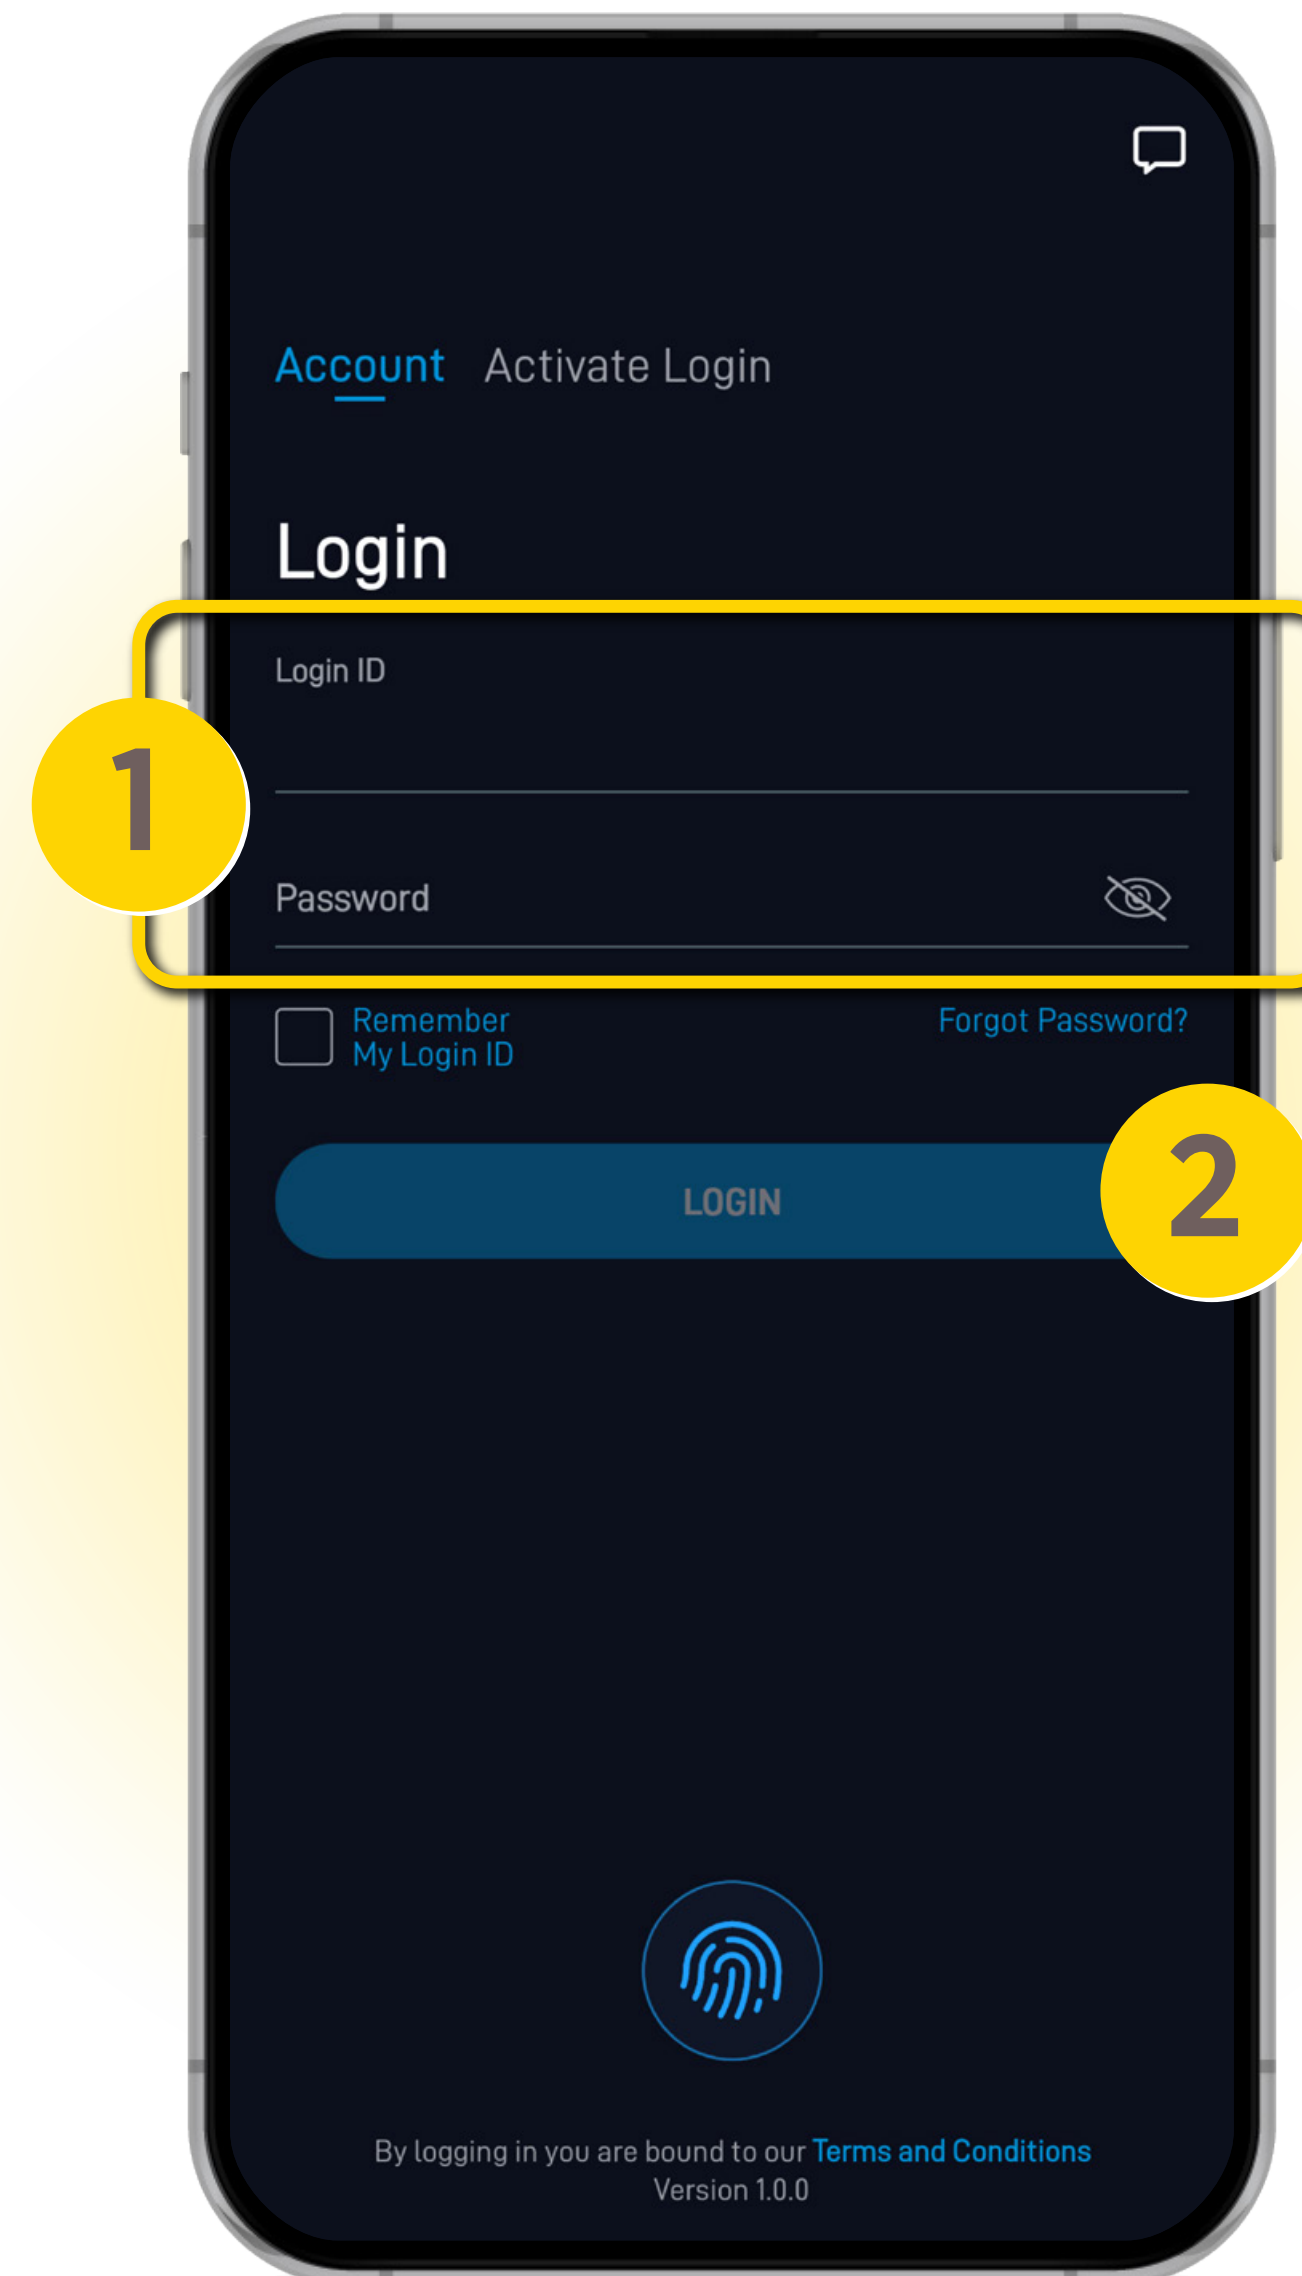 Account Activate Login
Login
Login ID
1
Password
Remember
My Login ID
Forgot Password?
LOGIN
2
By logging in you are bound to our Terms and Conditions
Version 1.0.0